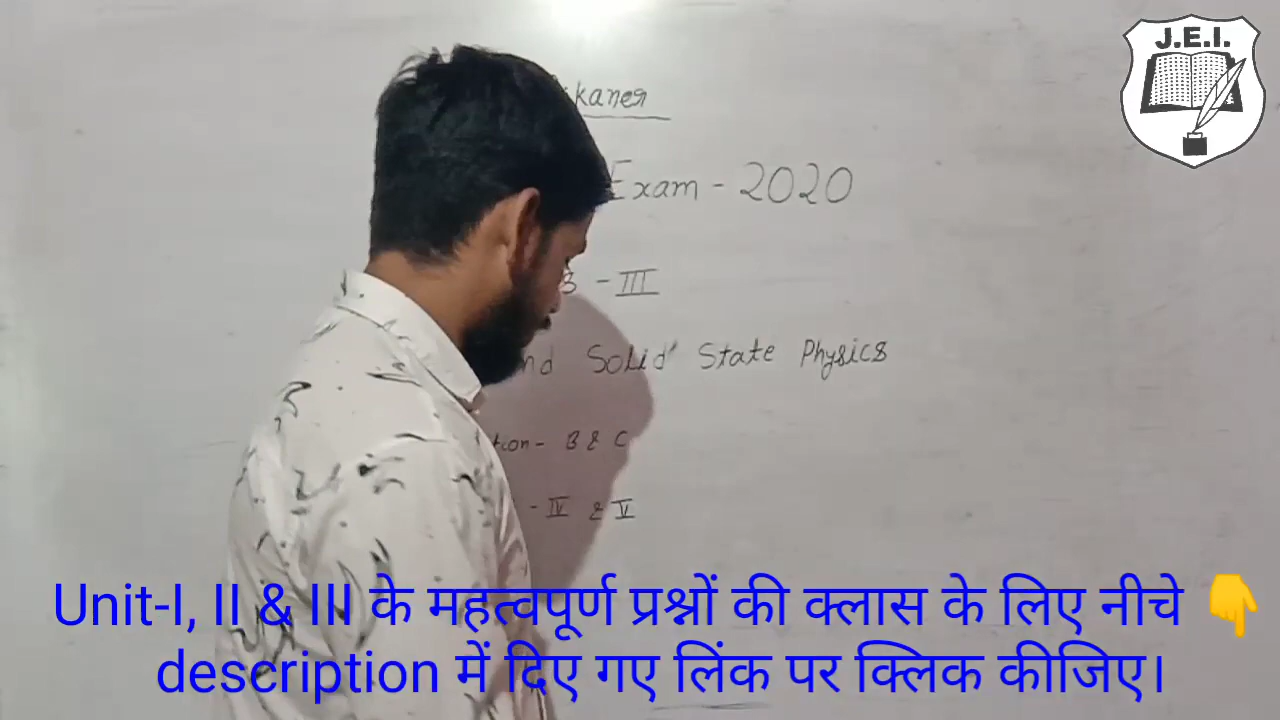 J.E.I.
kaner
Exam - 2020
- III
nd Solid State Physics
tion - B & C
- IV & V
Unit-I, II & III के महत्वपूर्ण प्रश्नों की क्लास के लिए नीचे 👇
description में दिए गए लिंक पर क्लिक कीजिए।